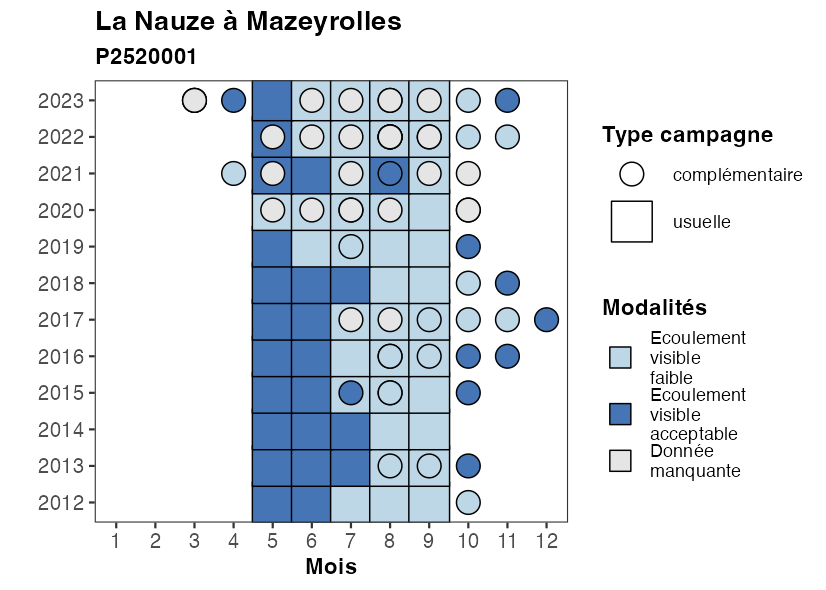 La Nauze à Mazeyrolles
P2520001
2023
2022
2021
2020
2019
2018
2017
2016
2015
2014
2013
2012
1 2 3 4 5 6 7 8 9 10 11 12
Mois
Type campagne
complémentaire
usuelle
Modalités
Ecoulement
visible
faible
Ecoulement
visible
acceptable
Donnée
manquante